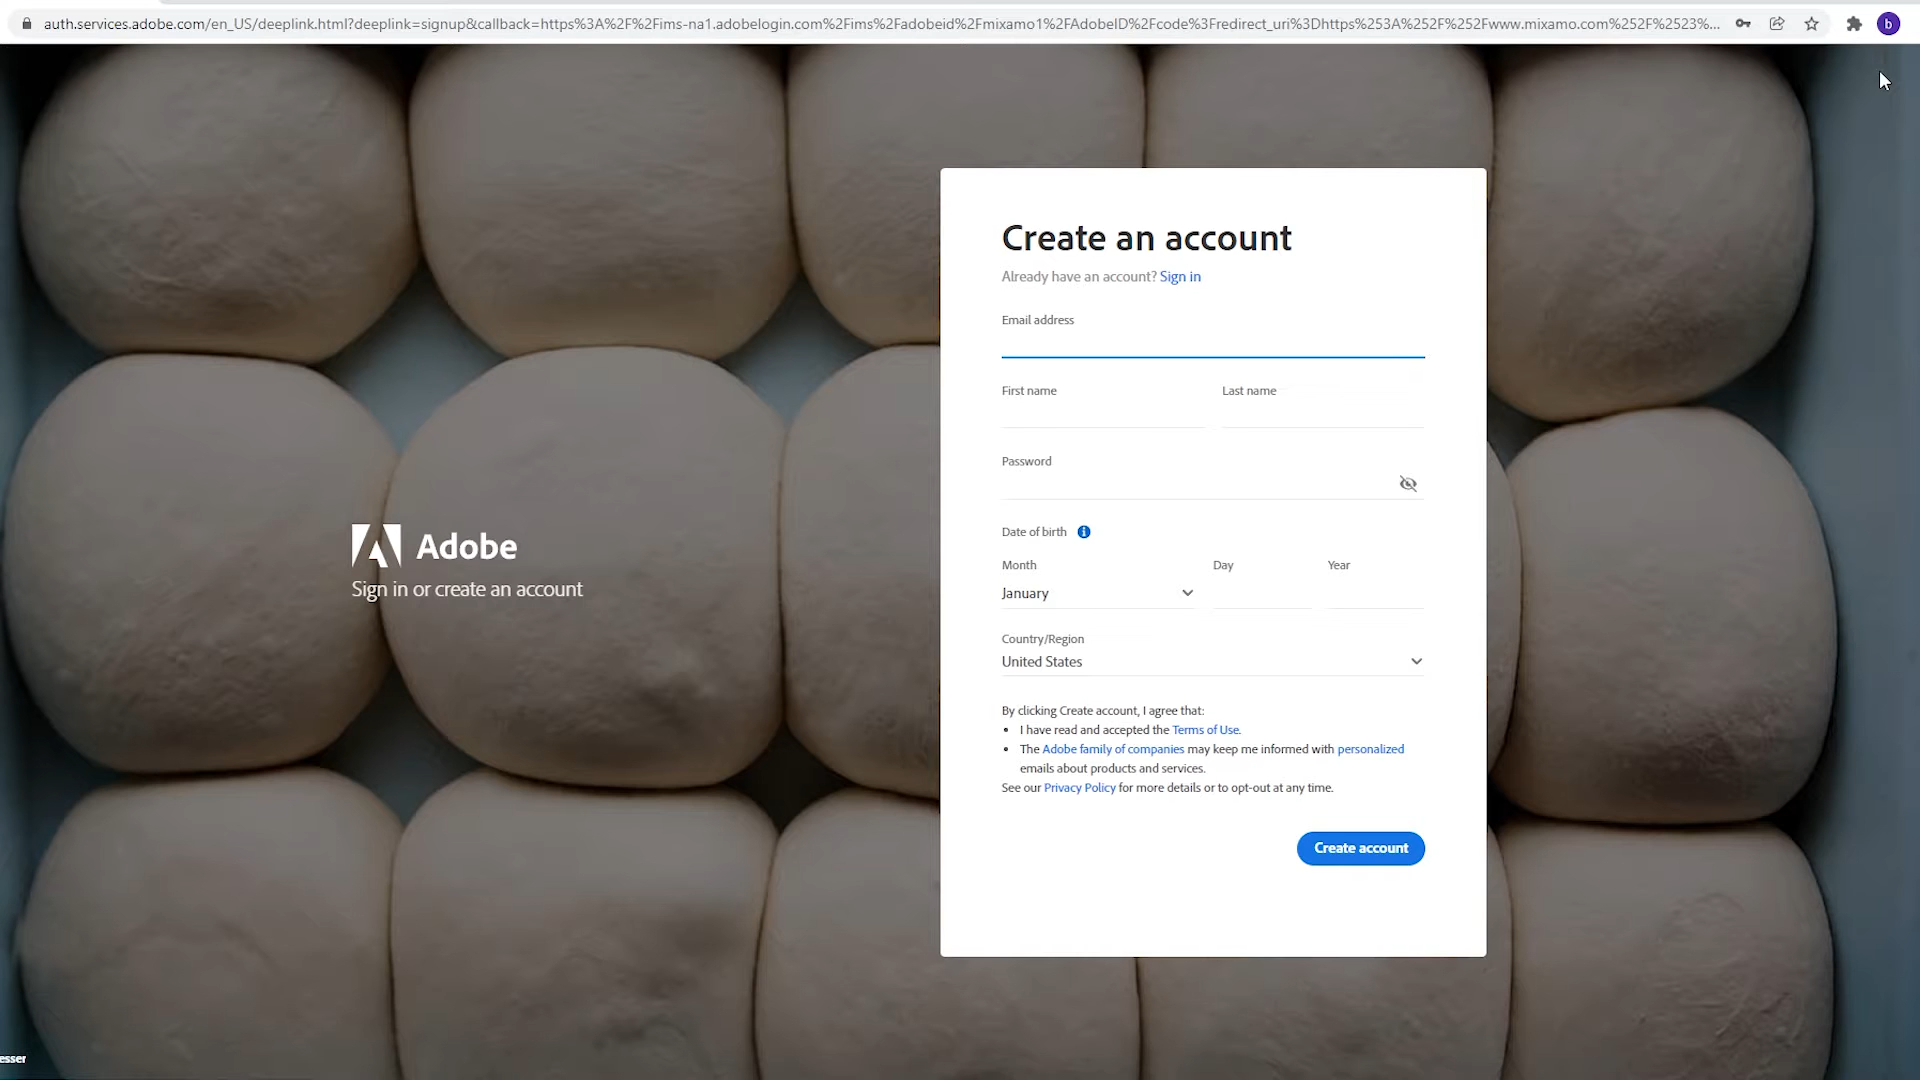 auth.services.adobe.com/en_US/deeplink.html?deeplink=signup&callback=https%3A%2F%2Fims-na1.adobelogin.com%2Fims%2Fadobeid%2Fmixamo1%2FAdobeID%2Fcode%3Fredirect_uri%3Dhttps%253A%252F%252Fwww.mixamo.com%252F%2523%...
b
Create an account
Already have an account? Sign in
Email address
First name Last name
Password
Date of birth
Month Day Year
January
Country/Region
United States
By clicking Create account, I agree that:
• I have read and accepted the Terms of Use.
• The Adobe family of companies may keep me informed with personalized
emails about products and services.
See our Privacy Policy for more details or to opt-out at any time.
Create account
Adobe
Sign in or create an account
esser